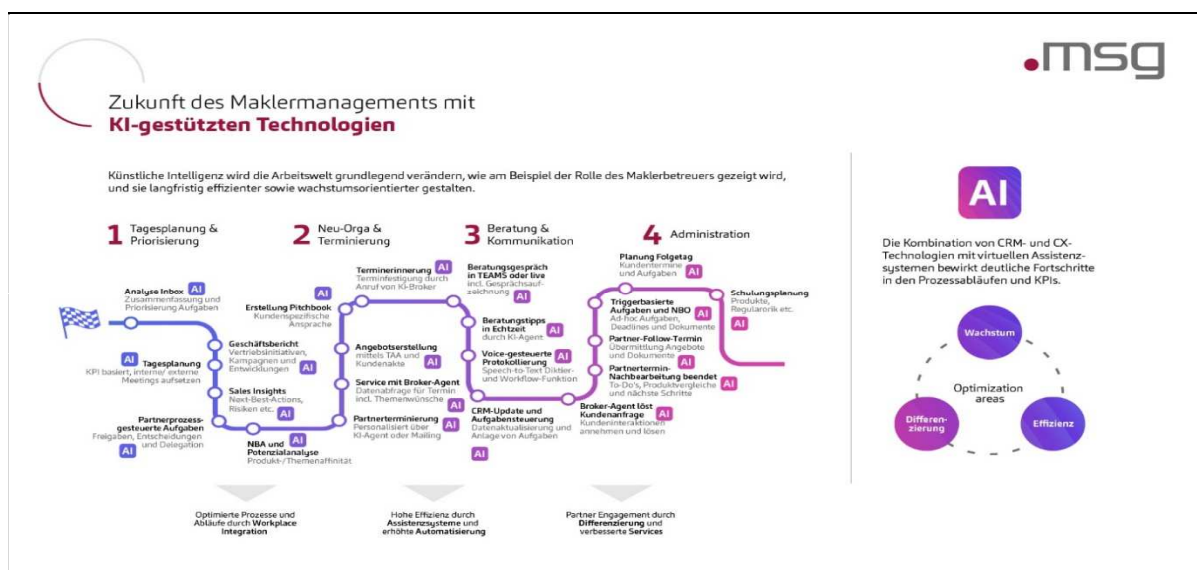 .msg
Zukunft des Maklermanagements mit
KI-gestützten Technologien
Künstliche Intelligenz wird die Arbeitswelt grundlegend verändern, wie am Beispiel der Rolle des Maklerbetreuers gezeigt wird,
und sie langfristig effizienter sowie wachstumsorientierter gestalten.
1 Tagesplanung &
Priorisierung
Analyse Inbox AI
Zusammenfassung und
Priorisierung Aufgaben
AI Tagesplanung
KPI basiert, interne/ externe
Meetings aufsetzen
Partnerprozess-
gesteuerte Aufgaben
Freigaben, Entscheidungen
und Delegation
AI
Geschäftsbericht
Vertriebsinitiativen,
Kampagnen und
Entwicklungen
AI
Sales Insights
Next-Best-Actions,
Risiken etc.
AI
NBA und
Potenzialanalyse
Produkt-/Themenaffinität
AI
2 Neu-Orga &
Terminierung
Terminerinnerung AI
Terminfestigung durch
Anruf von KI-Broker
AI
Erstellung Pitchbook
Kundenspezifische
Ansprache
Angebotserstellung
mittels TAA und
Kundenakte
AI
Service mit Broker-Agent
Datenabfrage für Termin
incl. Themenwünsche
AI
Partnerterminierung
Personalisiert über
KI-Agent oder Mailing
AI
3 Beratung &
Kommunikation
Beratungsgespräch
in TEAMS oder live
incl. Gesprächsauf-
zeichnung
AI
Beratungstipps
in Echtzeit
durch KI-Agent
AI
Voice-gesteuerte
Protokollierung
Speech-to-Text Diktier-
und Workflow-Funktion
AI
CRM-Update und
Aufgabensteuerung
Datenaktualisierung und
Anlage von Aufgaben
AI
4 Administration
Planung Folgetag
Kundentermine
und Aufgaben
AI
Triggerbasierte
Aufgaben und NBO
Ad-hoc Aufgaben,
Deadlines und Dokumente
AI
Partner-Follow-Termin
Übermittlung Angebote
und Dokumente
AI
Partnertermin-
Nachbearbeitung beendet
To-Do's, Produktvergleiche
und nächste Schritte
AI
Broker-Agent löst
Kundenanfrage
Kundeninteraktionen
annehmen und lösen
AI
Schulungsplanung
Produkte,
Regularorik etc.
AI
Optimierte Prozesse und
Abläufe durch Workplace
Integration
Hohe Effizienz durch
Assistenzsysteme und
erhöhte Automatisierung
Partner Engagement durch
Differenzierung und
verbesserte Services
AI
Die Kombination von CRM- und CX-
Technologien mit virtuellen Assistenz-
systemen bewirkt deutliche Fortschritte
in den Prozessabläufen und KPIs.
Wachstum
Optimization
areas
Differen-
zierung
Effizienz